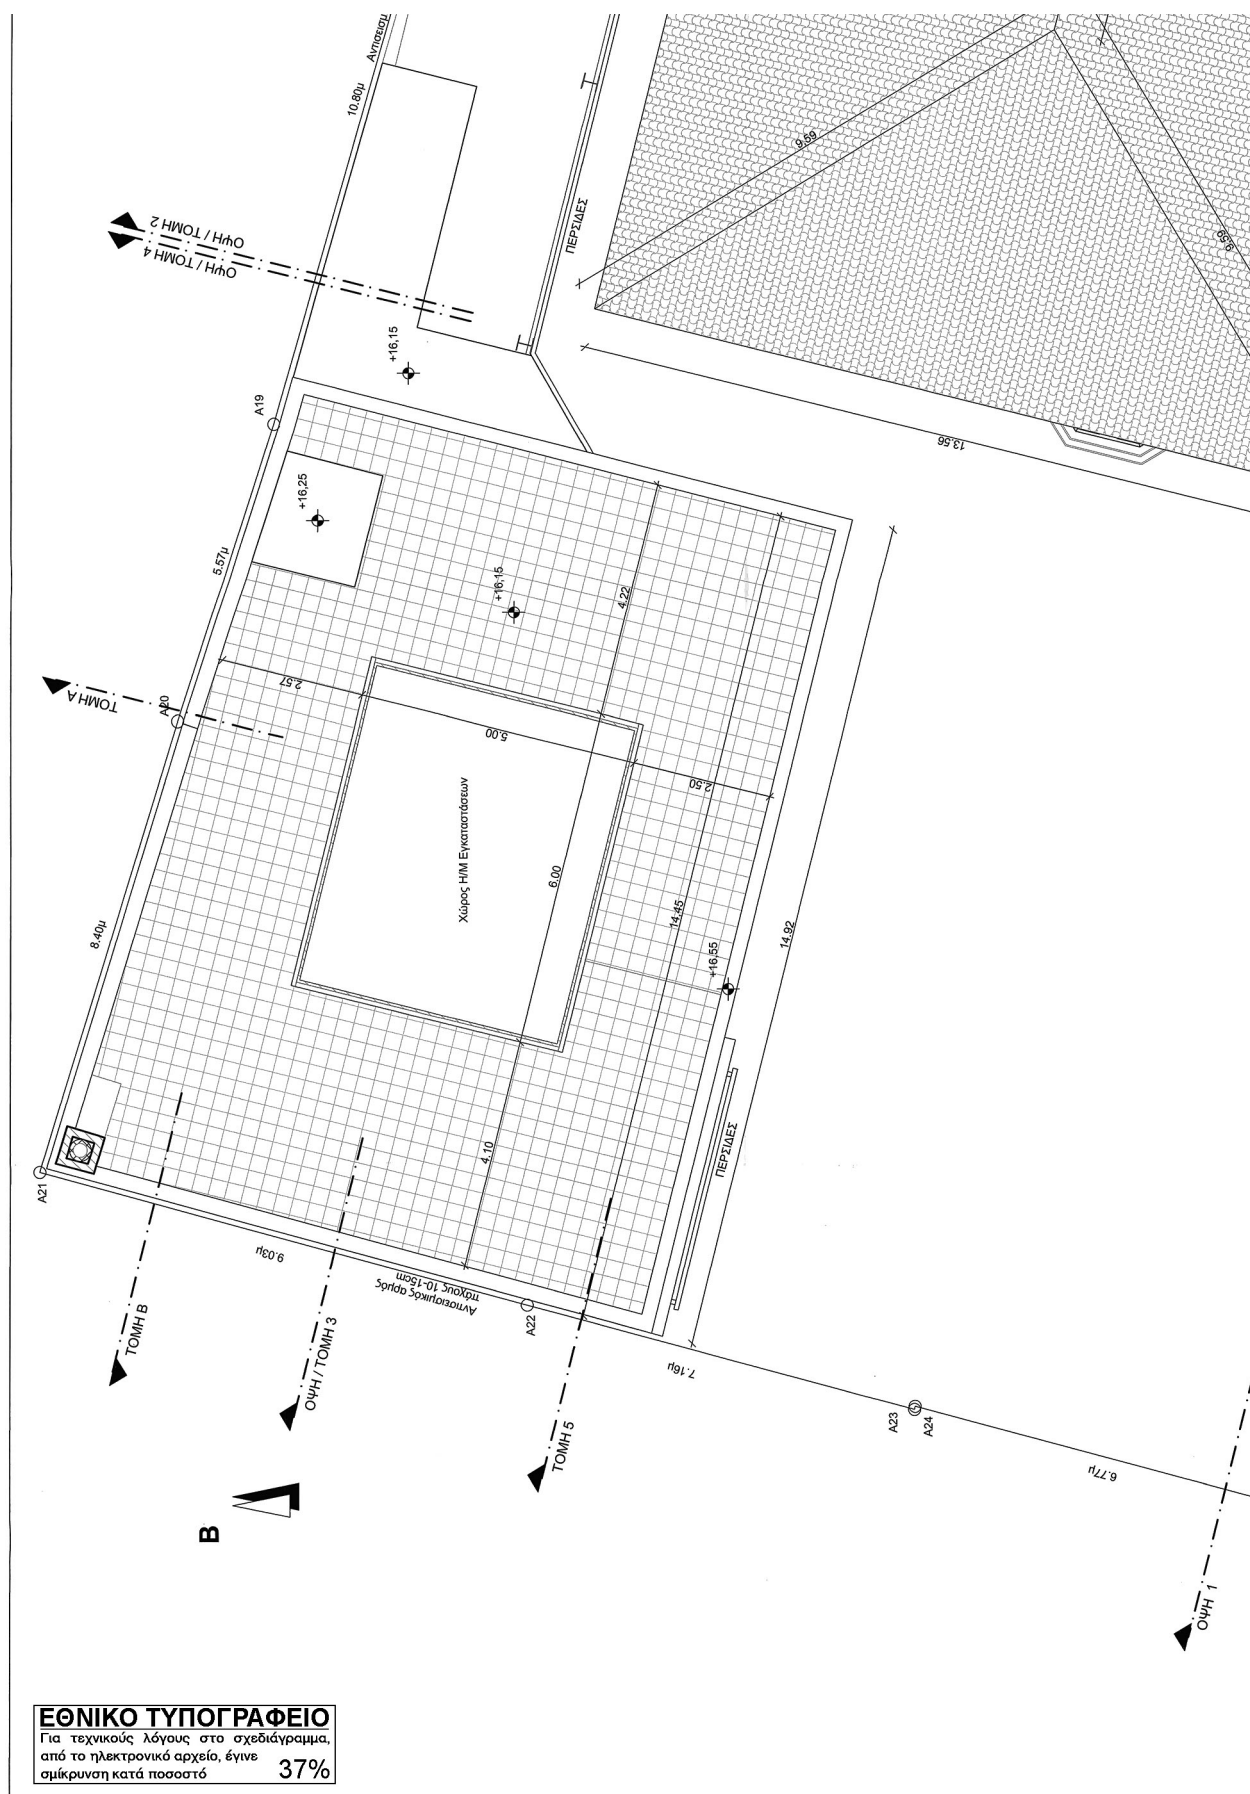 Αντισεισμ
10.80μ
ΠΕΡΣΙΔΕΣ
9.59
9.59
ΟΨΗ / ΤΟΜΗ 2
ΟΨΗ / ΤΟΜΗ 4
+16,15
A19
13.56
+16,25
5.57μ
+16,15
4.22
ΤΟΜΗ Α
A20
2.57
5.00
2.50
Χώρος Η/Μ Εγκαταστάσεων
6.00
14.45
14.92
8.40μ
+16,55
ΠΕΡΣΙΔΕΣ
4.10
A21
9.03μ
Αντισεισμικός αρμός
πάχους 10-15cm
A22
ΤΟΜΗ Β
ΟΨΗ / ΤΟΜΗ 3
ΤΟΜΗ 5
7.16μ
A23
A24
6.77μ
Β
ΟΨΗ 1
ΕΘΝΙΚΟ ΤΥΠΟΓΡΑΦΕΙΟ
Για τεχνικούς λόγους στο σχεδιάγραμμα,
από το ηλεκτρονικό αρχείο, έγινε
σμίκρυνση κατά ποσοστό 37%